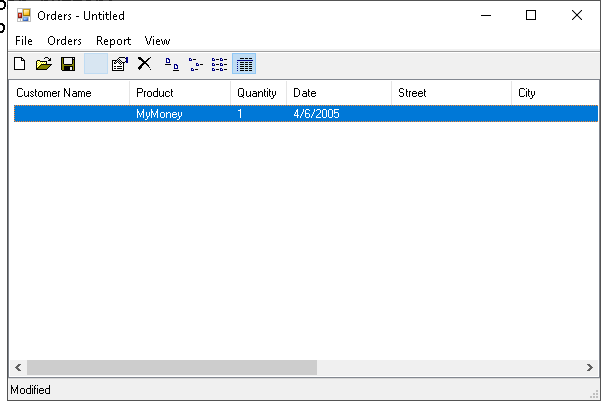 Orders - Untitled
File Orders Report View
Customer Name Product Quantity Date Street City
MyMoney 1 4/6/2005
Modified